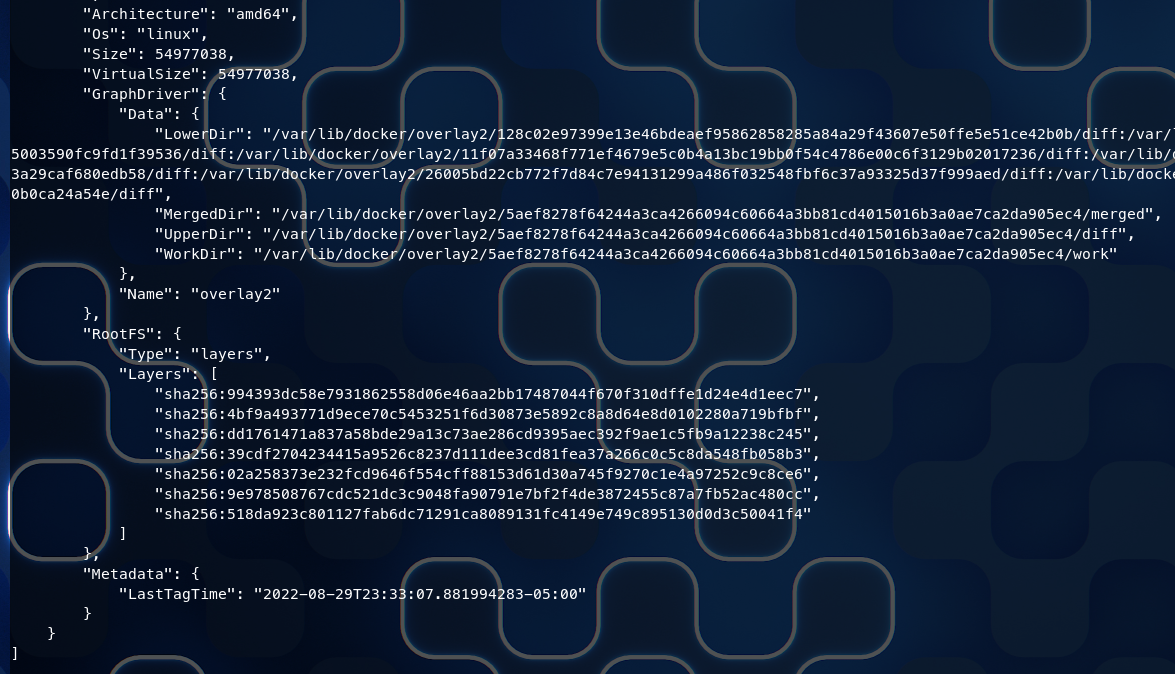 "Architecture": "amd64",
"Os": "linux",
"Size": 54977038,
"VirtualSize": 54977038,
"GraphDriver": {
"Data": {
"LowerDir": "/var/lib/docker/overlay2/128c02e97399e13e46bdeaef95862858285a84a29f43607e50ffe5e51ce42b0b/diff:/var/
5003590fc9fd1f39536/diff:/var/lib/docker/overlay2/11f07a33468f771ef4679e5c0b4a13bc19bb0f54c4786e00c6f3129b02017236/diff:/var/lib/
3a29caf680edb58/diff:/var/lib/docker/overlay2/26005bd22cb772f7d84c7e94131299a486f032548fbf6c37a93325d37f999aed/diff:/var/lib/docke
0b0ca24a54e/diff",
"MergedDir": "/var/lib/docker/overlay2/5aef8278f64244a3ca4266094c60664a3bb81cd4015016b3a0ae7ca2da905ec4/merged",
"UpperDir": "/var/lib/docker/overlay2/5aef8278f64244a3ca4266094c60664a3bb81cd4015016b3a0ae7ca2da905ec4/diff",
"WorkDir": "/var/lib/docker/overlay2/5aef8278f64244a3ca4266094c60664a3bb81cd4015016b3a0ae7ca2da905ec4/work"
},
"Name": "overlay2"
},
"RootFS": {
"Type": "layers",
"Layers": [
"sha256:994393dc58e7931862558d06e46aa2bb17487044f670f310dffe1d24e4d1eec7",
"sha256:4bf9a493771d9ece70c5453251f6d30873e5892c8a8d64e8d0102280a719bfbf",
"sha256:dd1761471a837a58bde29a13c73ae286cd9395aec392f9ae1c5fb9a12238c245",
"sha256:39cdf2704234415a9526c8237d111dee3cd81fea37a266c0c5c8da548fb058b3",
"sha256:02a258373e232fcd9646f554cff88153d61d30a745f9270c1e4a97252c9c8ce6",
"sha256:9e978508767cdc521dc3c9048fa90791e7bf2f4de3872455c87a7fb52ac480cc",
"sha256:518da923c801127fab6dc71291ca8089131fc4149e749c895130d0d3c50041f4"
]
},
"Metadata": {
"LastTagTime": "2022-08-29T23:33:07.881994283-05:00"
}
}
]